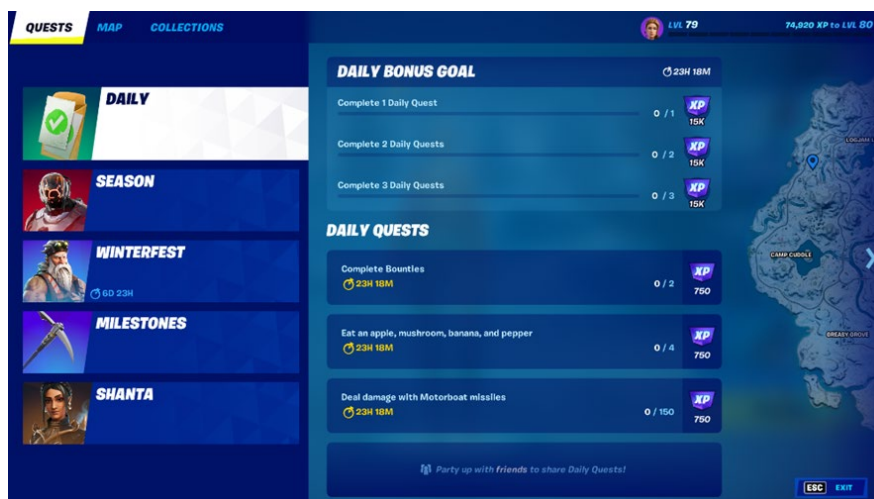 QUESTS MAP COLLECTIONS
LVL 79
74,920 XP to LVL 80
DAILY
SEASON
WINTERFEST
6D 23H
MILESTONES
SHANTA
DAILY BONUS GOAL
23H 18M
Complete 1 Daily Quest
0 / 1
XP
15K
Complete 2 Daily Quests
0 / 2
XP
15K
Complete 3 Daily Quests
0 / 3
XP
15K
DAILY QUESTS
Complete Bounties
23H 18M
0 / 2
XP
750
Eat an apple, mushroom, banana, and pepper
23H 18M
0 / 4
XP
750
Deal damage with Motorboat missiles
23H 18M
0 / 150
XP
750
Party up with friends to share Daily Quests!
CAMP CUDDLE
GREASY GROVE
ESC EXIT